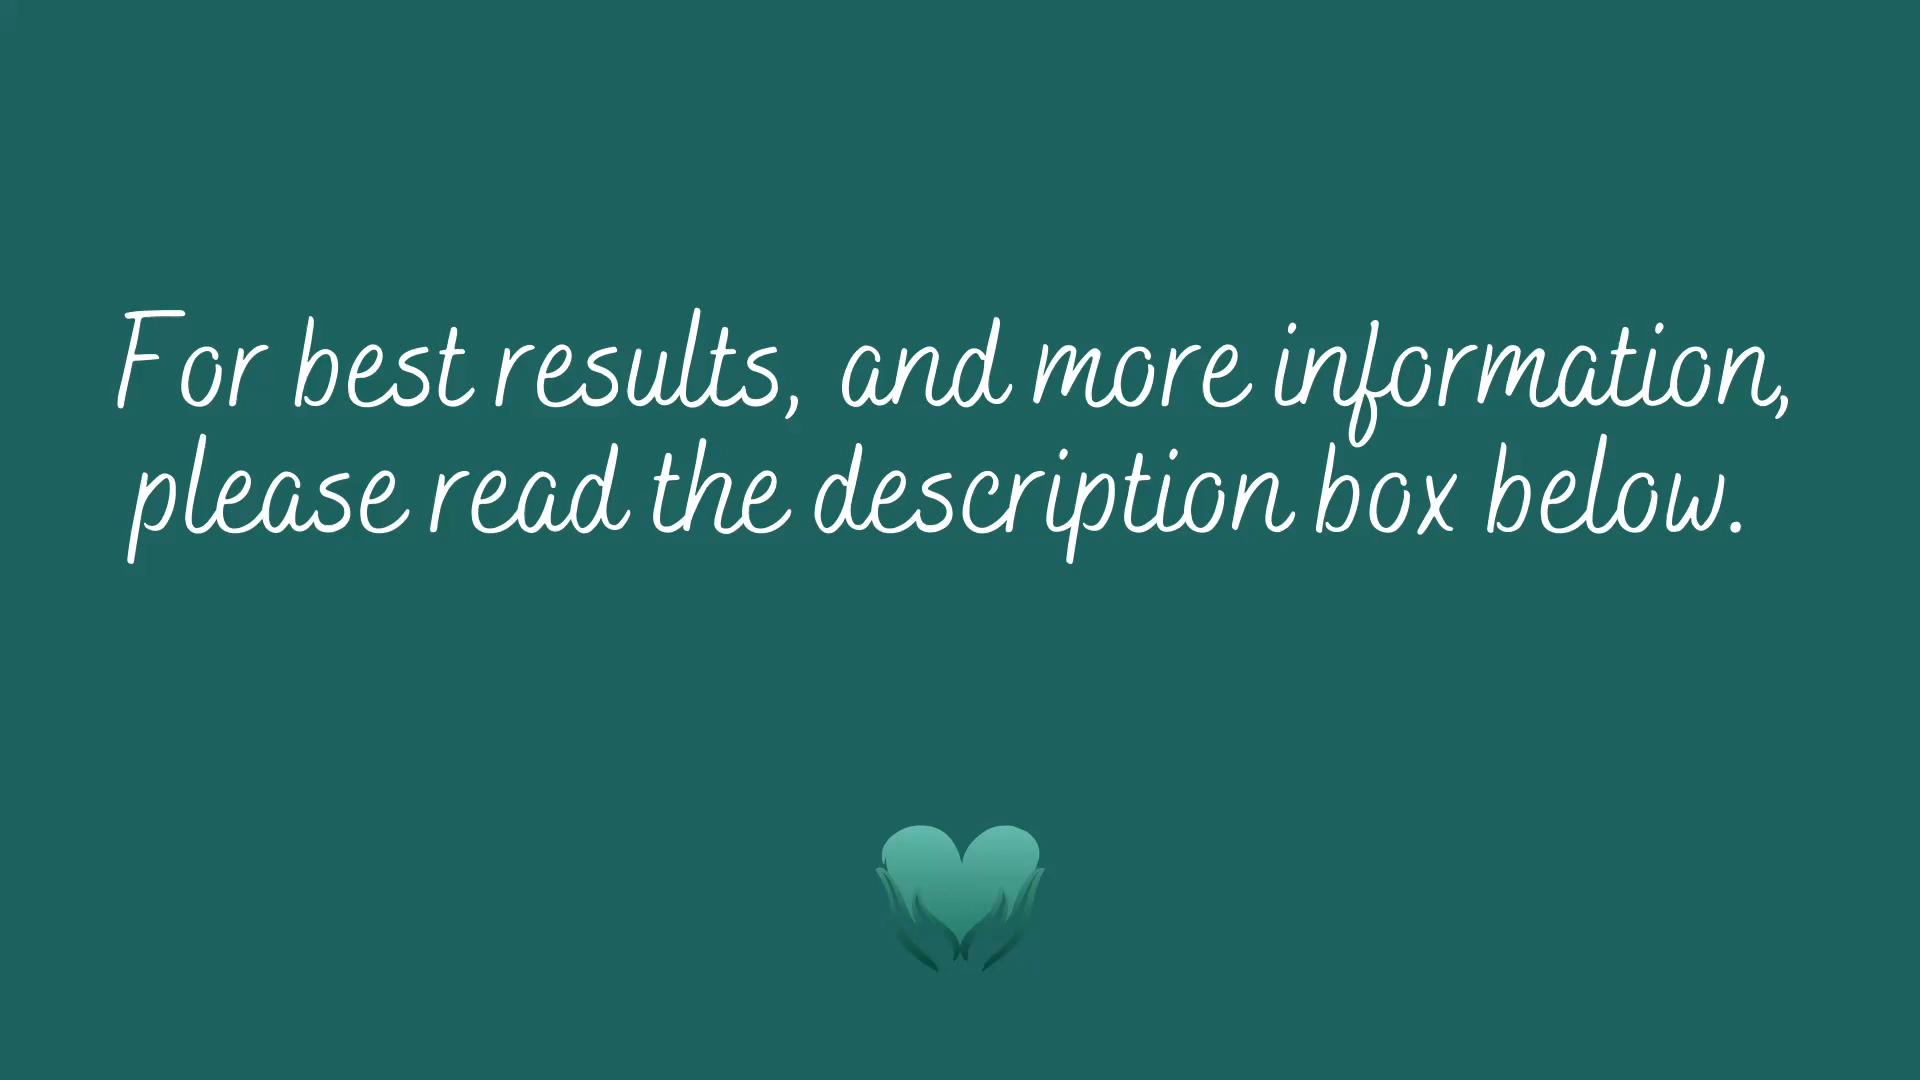 For best results, and more information,
please read the description box below.